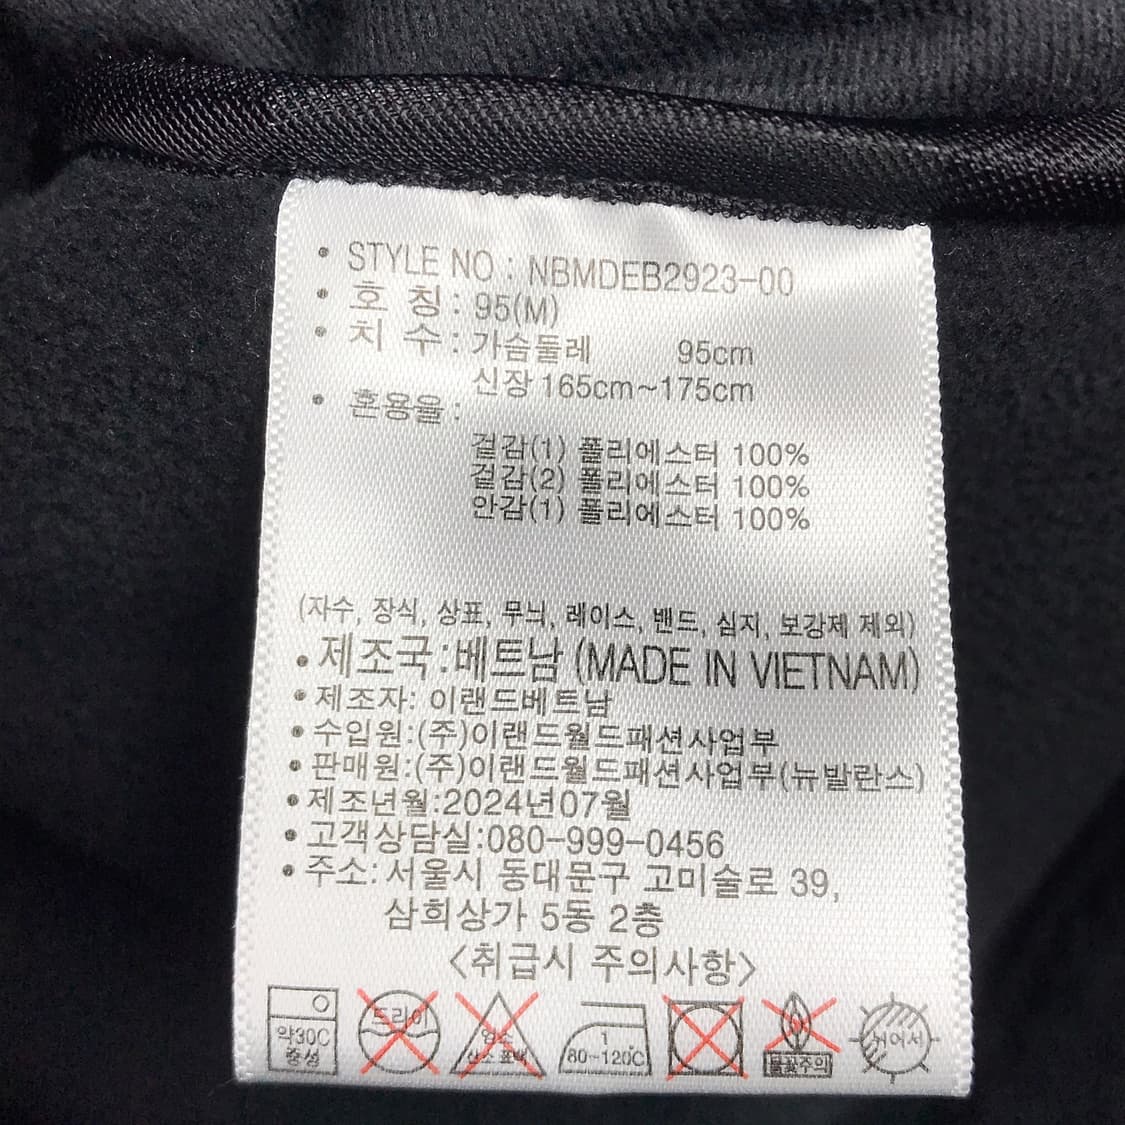 • STYLE NO : NBMDEB2923-00
• 호 칭 : 95(M)
• 치 수 : 가슴둘레 95cm
신장 165cm~175cm
• 혼용율 :
겉감(1) 폴리에스터 100%
겉감(2) 폴리에스터 100%
안감(1) 폴리에스터 100%
(자수, 장식, 상표, 무늬, 레이스, 밴드, 심지, 보강제 제외)
• 제조국:베트남 (MADE IN VIETNAM)
• 제조자: 이랜드베트남
• 수입원:(주)이랜드월드패션사업부
• 판매원:(주)이랜드월드패션사업부(뉴발란스)
• 제조년월:2024년07월
• 고객상담실:080-999-0456
• 주소: 서울시 동대문구 고미술로 39,
삼희상가 5동 2층
<취급시 주의사항>
약30C 중성
드라이
염소 산소 표백
1 80~120℃
불꽃주의
뉘어서